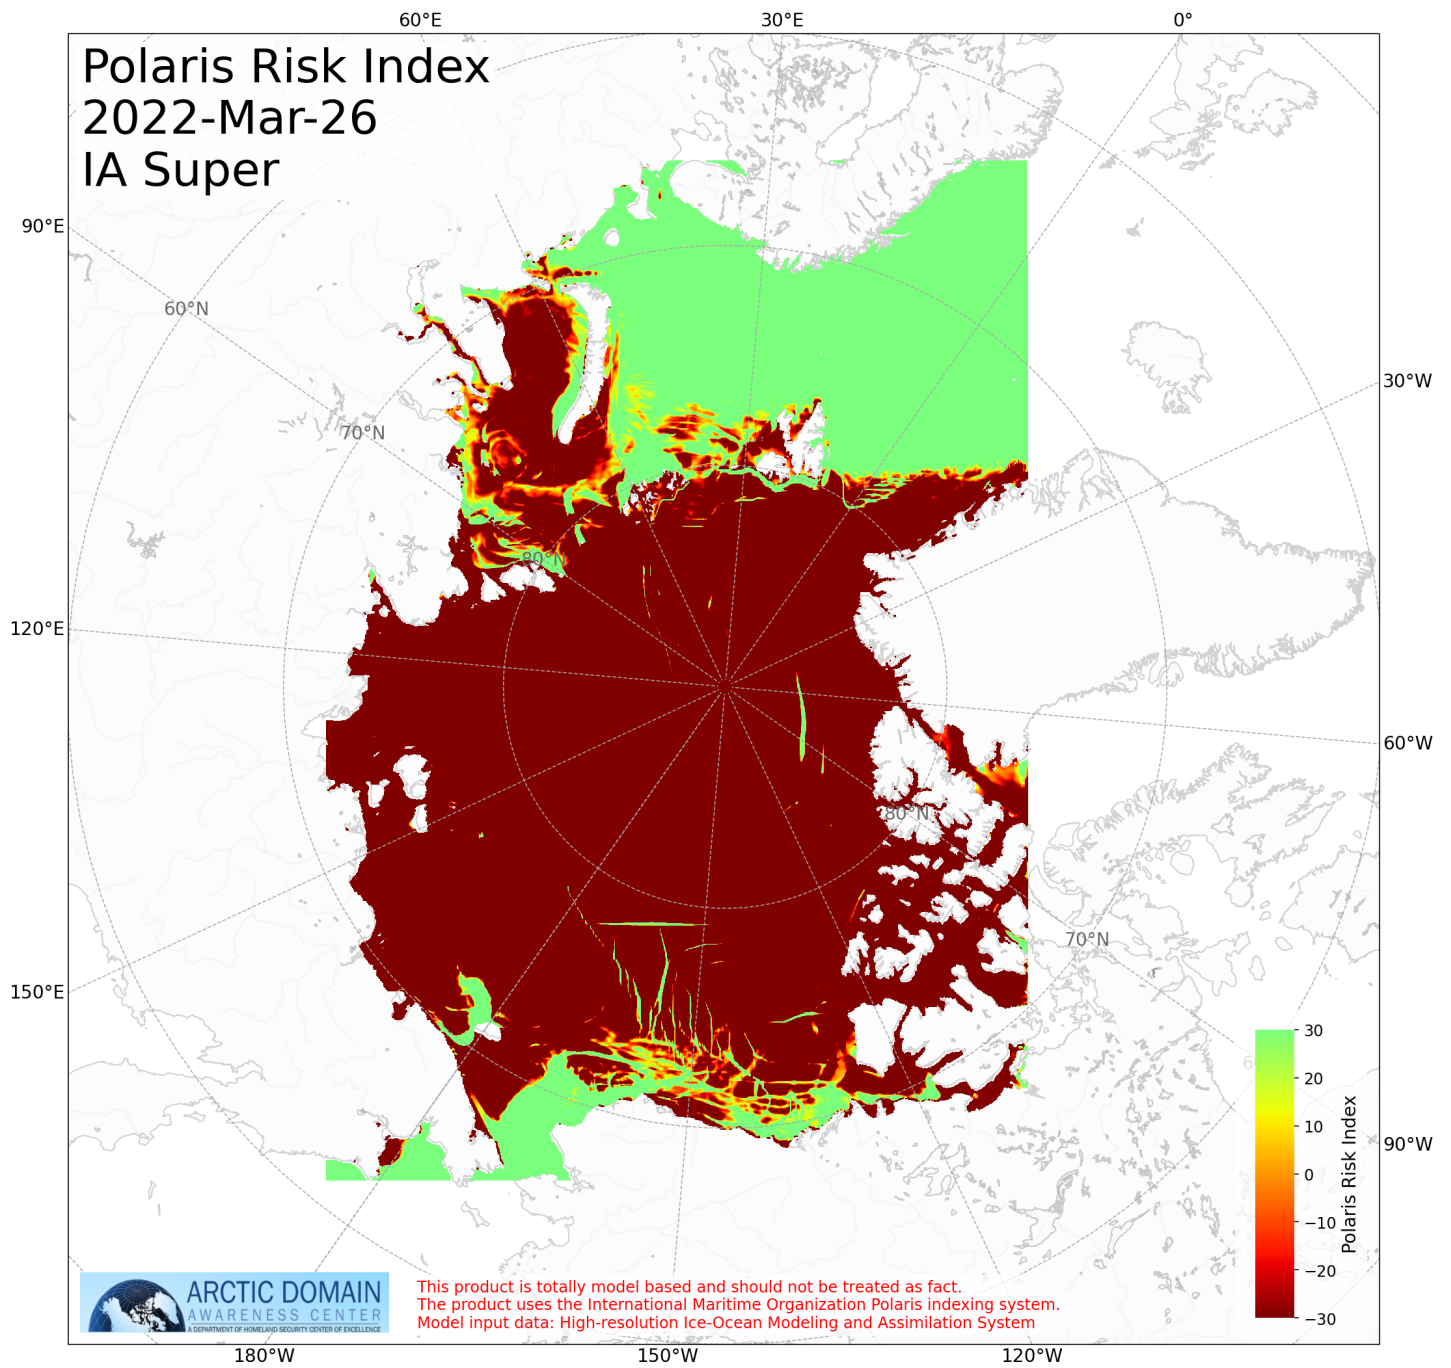 60°E
30°E
0°
Polaris Risk Index
2022-Mar-26
IA Super
90°E
60°N
30°W
70°N
80°N
120°E
60°W
80°N
70°N
150°E
30
20
10
0
−10
−20
−30
Polaris Risk Index
90°W
ARCTIC DOMAIN
AWARENESS CENTER
A DEPARTMENT OF HOMELAND SECURITY CENTER OF EXCELLENCE
This product is totally model based and should not be treated as fact.
The product uses the International Maritime Organization Polaris indexing system.
Model input data: High-resolution Ice-Ocean Modeling and Assimilation System
180°W
150°W
120°W